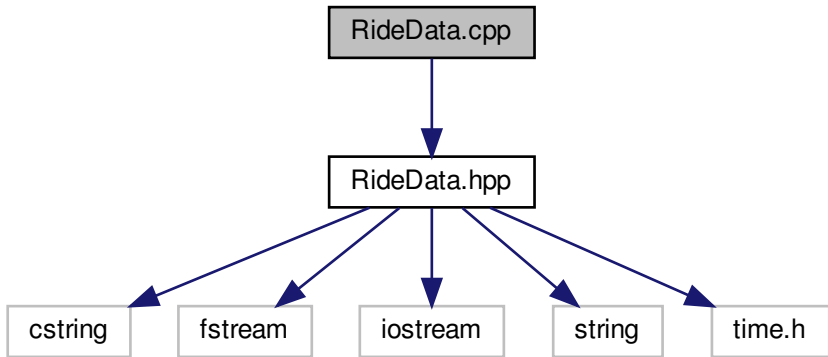 RideData.cpp
RideData.hpp
cstring
fstream
iostream
string
time.h